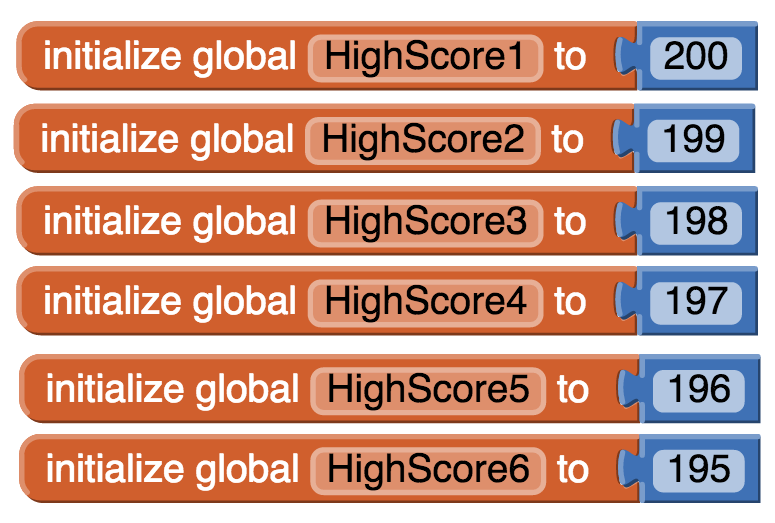 initialize global HighScore1 to 200
initialize global HighScore2 to 199
initialize global HighScore3 to 198
initialize global HighScore4 to 197
initialize global HighScore5 to 196
initialize global HighScore6 to 195